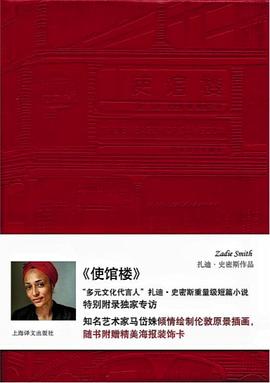 使馆楼
Zadie Smith
扎迪·史密斯作品
《使馆楼》
“多元文化代言人”扎迪·史密斯重量级短篇小说
特别附录独家专访
知名艺术家马岱姝倾情绘制伦敦原景插画，
随书附赠精美海报装饰卡
上海译文出版社